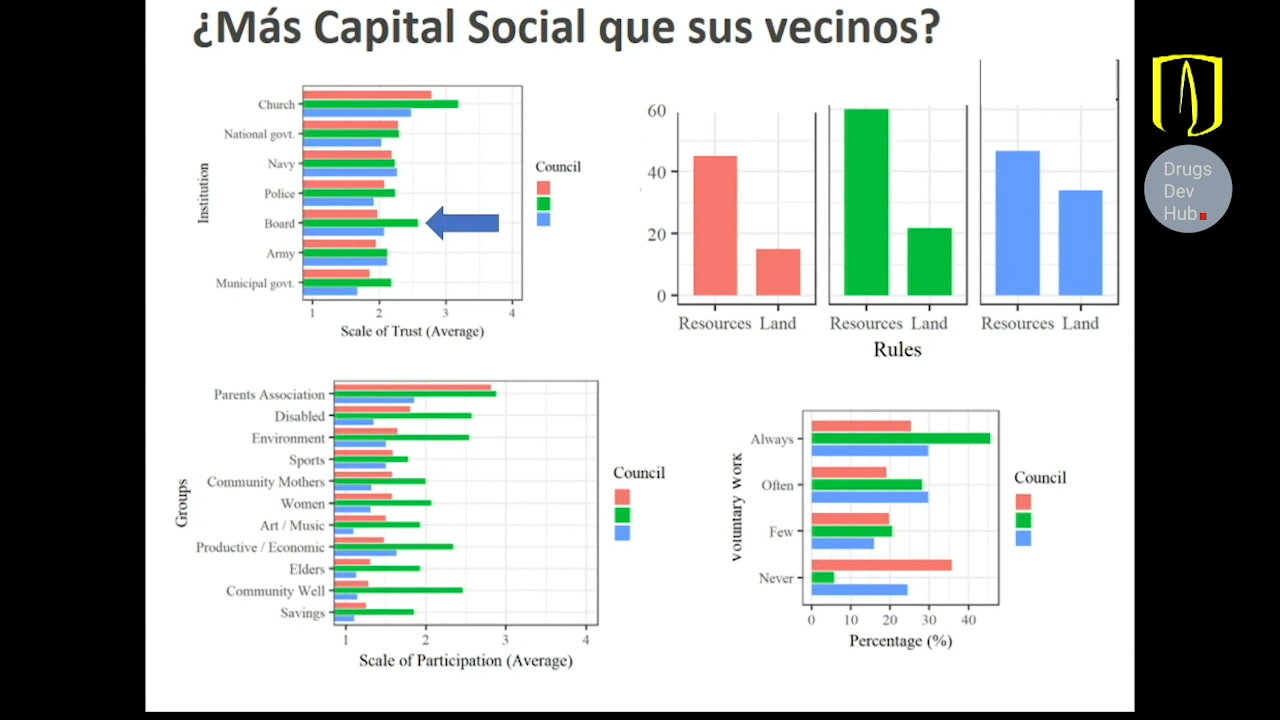 ¿Más Capital Social que sus vecinos?
Institution
Church
National govt.
Navy
Police
Board
Army
Municipal govt.
1 2 3 4
Scale of Trust (Average)
Council
60
40
20
0
Resources Land
Resources Land
Resources Land
Rules
Drugs
Dev
Hub
Groups
Parents Association
Disabled
Environment
Sports
Community Mothers
Women
Art / Music
Productive / Economic
Elders
Community Well
Savings
1 2 3 4
Scale of Participation (Average)
Council
Voluntary Work
Always
Often
Few
Never
0 10 20 30 40
Percentage (%)
Council